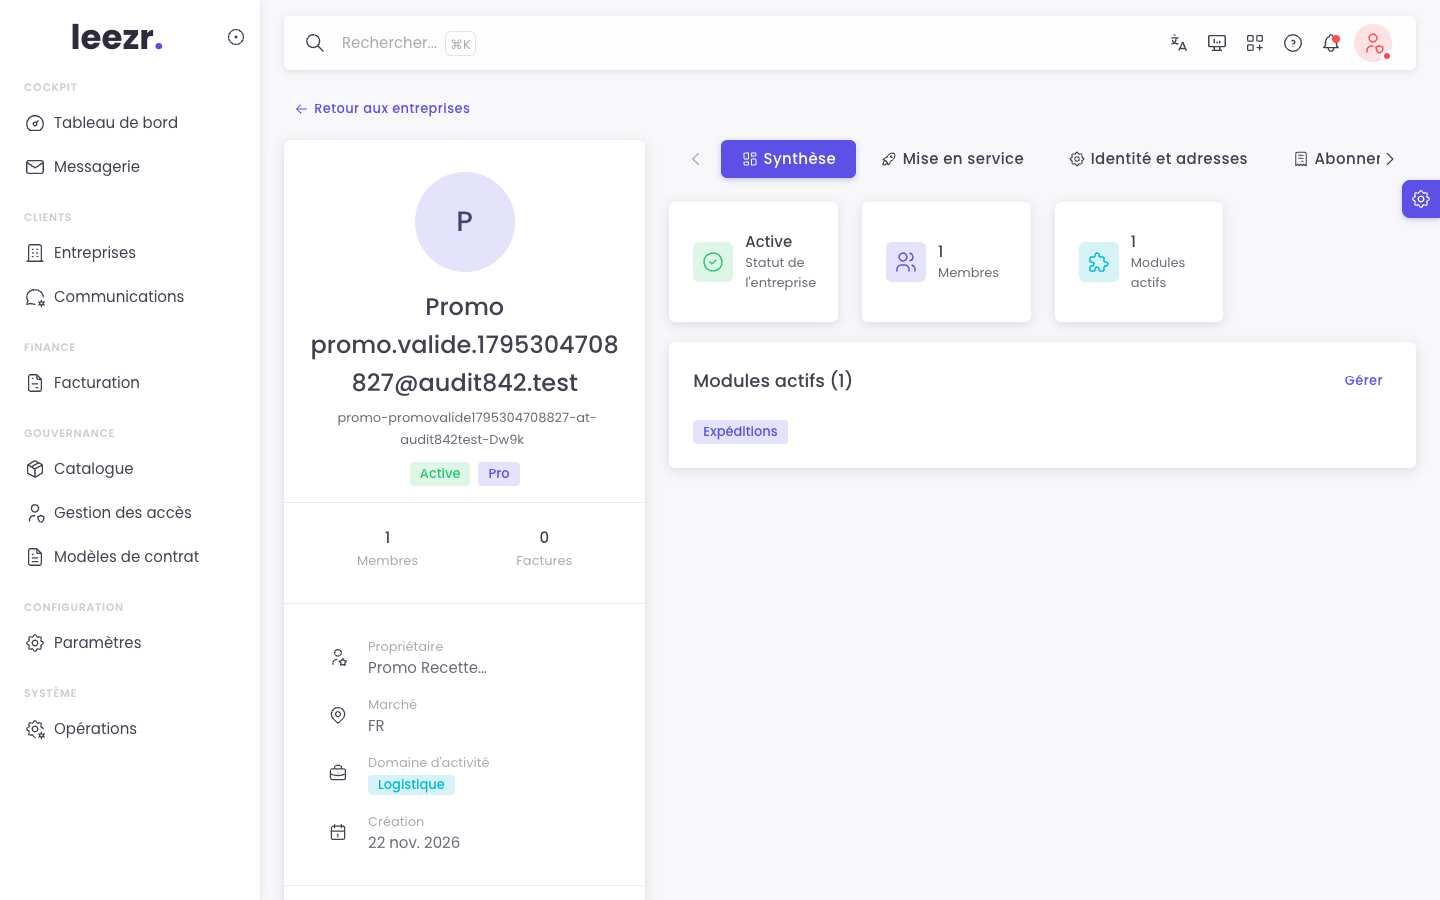 leezr.
COCKPIT
Tableau de bord
Messagerie
CLIENTS
Entreprises
Communications
FINANCE
Facturation
GOUVERNANCE
Catalogue
Gestion des accès
Modèles de contrat
CONFIGURATION
Paramètres
SYSTÈME
Opérations
Rechercher... ⌘K
Retour aux entreprises
P
Promo
promo.valide.1795304708
827@audit842.test
promo-promovalide1795304708827-at-
audit842test-Dw9k
Active Pro
1 0
Membres Factures
Propriétaire
Promo Recette...
Marché
FR
Domaine d'activité
Logistique
Création
22 nov. 2026
Synthèse Mise en service Identité et adresses Abonner
Active
Statut de
l'entreprise
1
Membres
1
Modules
actifs
Modules actifs (1) Gérer
Expéditions